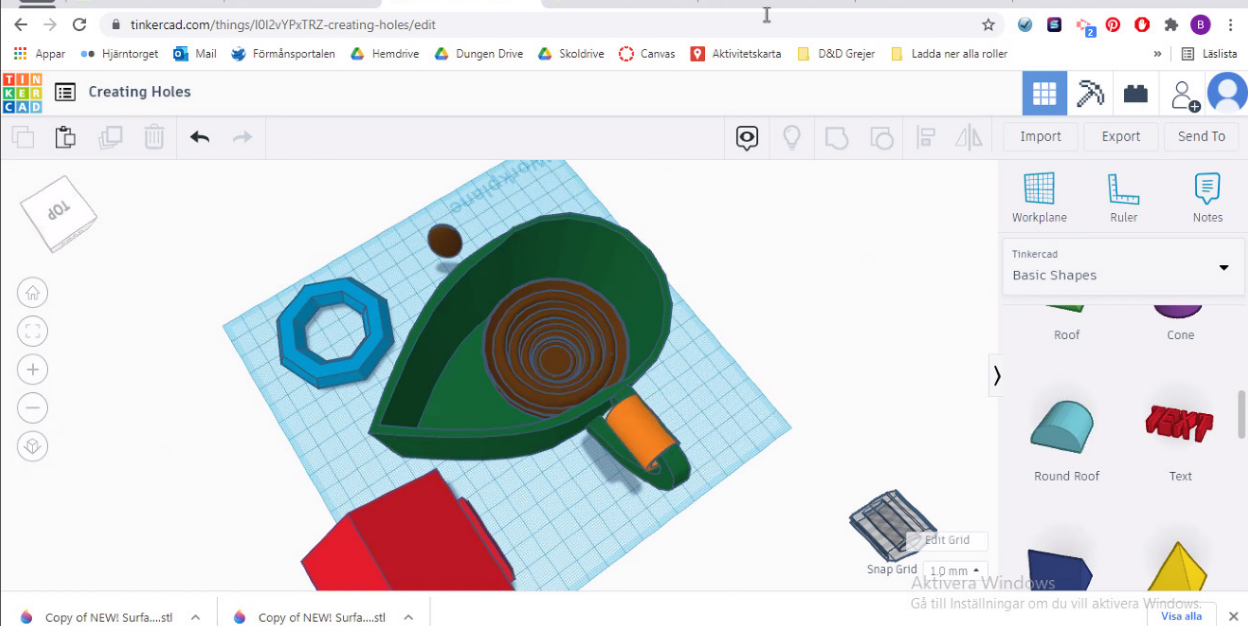 tinkercad.com/things/I0I2vYPxTRZ-creating-holes/edit
B
2
Appar Hjärntorget Mail Förmånsportalen Hemdrive Dungen Drive Skoldrive Canvas Aktivitetskarta D&D Grejer Ladda ner alla roller » Läslista
TIN
KER
CAD
Creating Holes
Import Export Send To
Workplane
TOP
Workplane Ruler Notes
Tinkercad
Basic Shapes
Roof Cone
TEXT
Round Roof Text
Edit Grid
Snap Grid 1.0 mm
Aktivera Windows
Gå till Inställningar om du vill aktivera Windows.
Copy of NEW! Surfa....stl Copy of NEW! Surfa....stl Visa alla